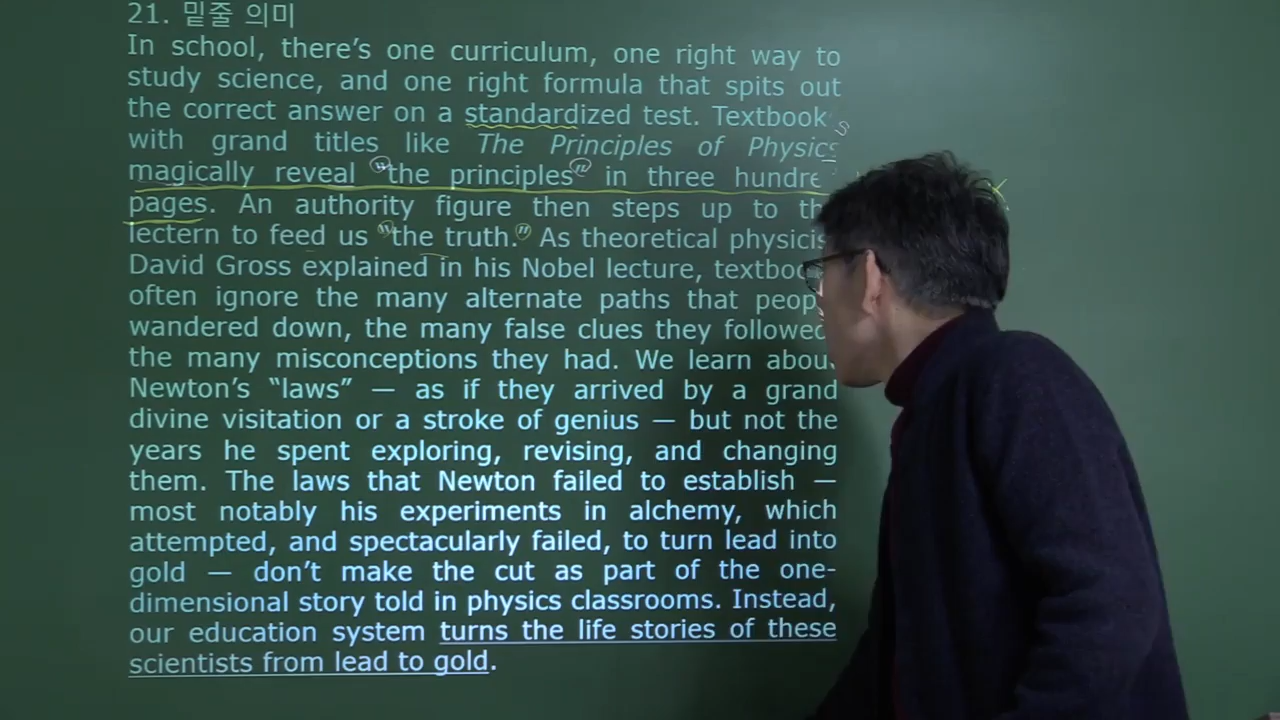 21. 밑줄 의미
In school, there's one curriculum, one right way to
study science, and one right formula that spits out
the correct answer on a standardized test. Textbooks
with grand titles like The Principles of Physics
magically reveal "the principles" in three hundre
pages. An authority figure then steps up to th
lectern to feed us "the truth." As theoretical physicis
David Gross explained in his Nobel lecture, textboo
often ignore the many alternate paths that peop
wandered down, the many false clues they followed
the many misconceptions they had. We learn about
Newton's “laws” — as if they arrived by a grand
divine visitation or a stroke of genius — but not the
years he spent exploring, revising, and changing
them. The laws that Newton failed to establish —
most notably his experiments in alchemy, which
attempted, and spectacularly failed, to turn lead into
gold — don't make the cut as part of the one-
dimensional story told in physics classrooms. Instead,
our education system turns the life stories of these
scientists from lead to gold.